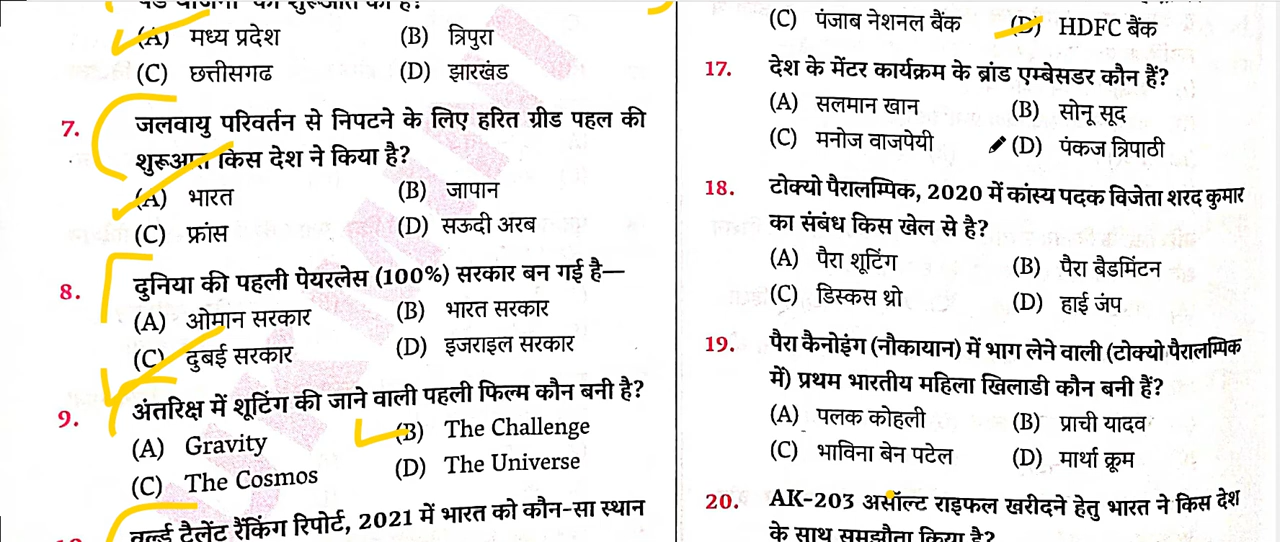 की शुरूआत की है?
(A) मध्य प्रदेश (B) त्रिपुरा
(C) छत्तीसगढ (D) झारखंड
7. जलवायु परिवर्तन से निपटने के लिए हरित ग्रीड पहल की
शुरूआत किस देश ने किया है?
(A) भारत (B) जापान
(C) फ्रांस (D) सऊदी अरब
8. दुनिया की पहली पेयरलेस (100%) सरकार बन गई है—
(A) ओमान सरकार (B) भारत सरकार
(C) दुबई सरकार (D) इजराइल सरकार
9. अंतरिक्ष में शूटिंग की जाने वाली पहली फिल्म कौन बनी है?
(A) Gravity (B) The Challenge
(C) The Cosmos (D) The Universe
वर्ल्ड टैलेंट रैंकिंग रिपोर्ट, 2021 में भारत को कौन-सा स्थान
(C) पंजाब नेशनल बैंक (D) HDFC बैंक
17. देश के मेंटर कार्यक्रम के ब्रांड एम्बेसडर कौन हैं?
(A) सलमान खान (B) सोनू सूद
(C) मनोज वाजपेयी (D) पंकज त्रिपाठी
18. टोक्यो पैरालम्पिक, 2020 में कांस्य पदक विजेता शरद कुमार
का संबंध किस खेल से है?
(A) पैरा शूटिंग (B) पैरा बैडमिंटन
(C) डिस्कस थ्रो (D) हाई जंप
19. पैरा कैनोइंग (नौकायान) में भाग लेने वाली (टोक्यो पैरालम्पिक
में) प्रथम भारतीय महिला खिलाडी कौन बनी हैं?
(A) पलक कोहली (B) प्राची यादव
(C) भाविना बेन पटेल (D) मार्था क्रूम
20. AK-203 असॉल्ट राइफल खरीदने हेतु भारत ने किस देश
के साथ समझौता किया है?